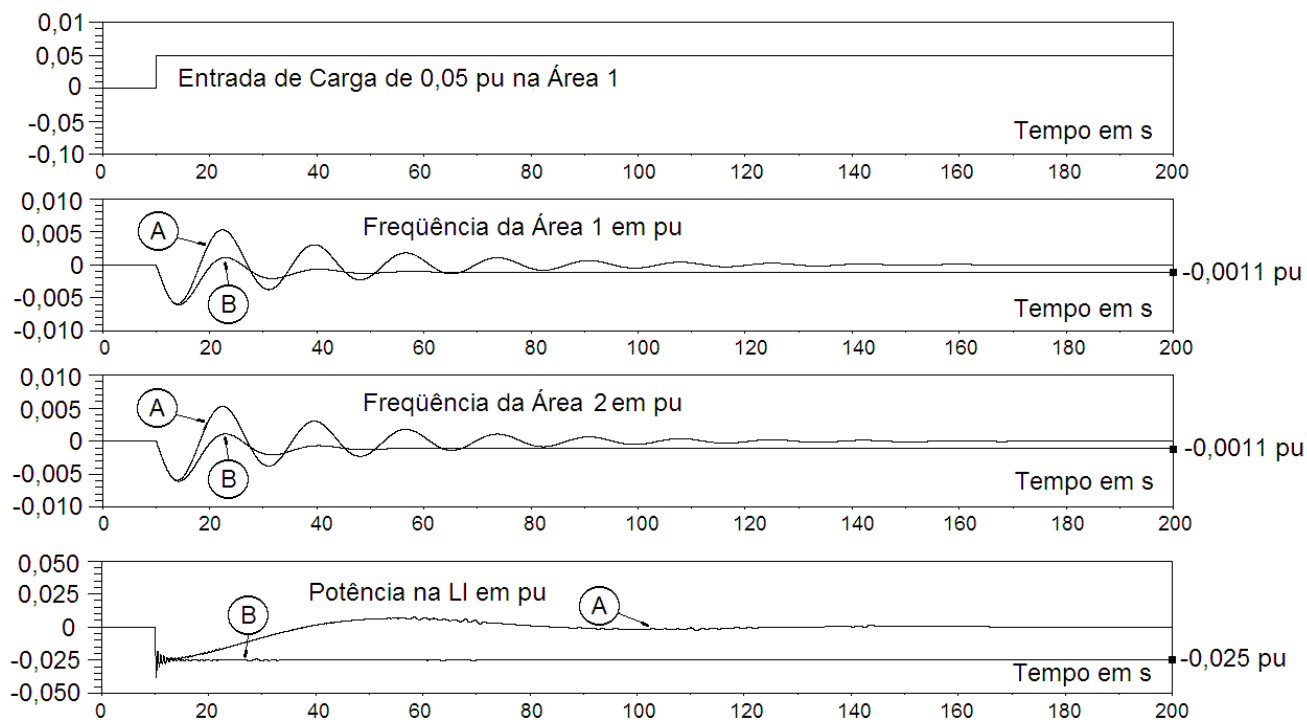 0,01
0,05
0
-0,05
-0,10
Entrada de Carga de 0,05 pu na Área 1
Tempo em s
0 20 40 60 80 100 120 140 160 180 200
0,010
0,005
0
-0,005
-0,010
A
B
Freqüência da Área 1 em pu
-0,0011 pu
Tempo em s
0 20 40 60 80 100 120 140 160 180 200
0,010
0,005
0
-0,005
-0,010
A
B
Freqüência da Área 2 em pu
-0,0011 pu
Tempo em s
0 20 40 60 80 100 120 140 160 180 200
0,050
0,025
0
-0,025
-0,050
Potência na LI em pu
B
A
-0,025 pu
Tempo em s
0 20 40 60 80 100 120 140 160 180 200